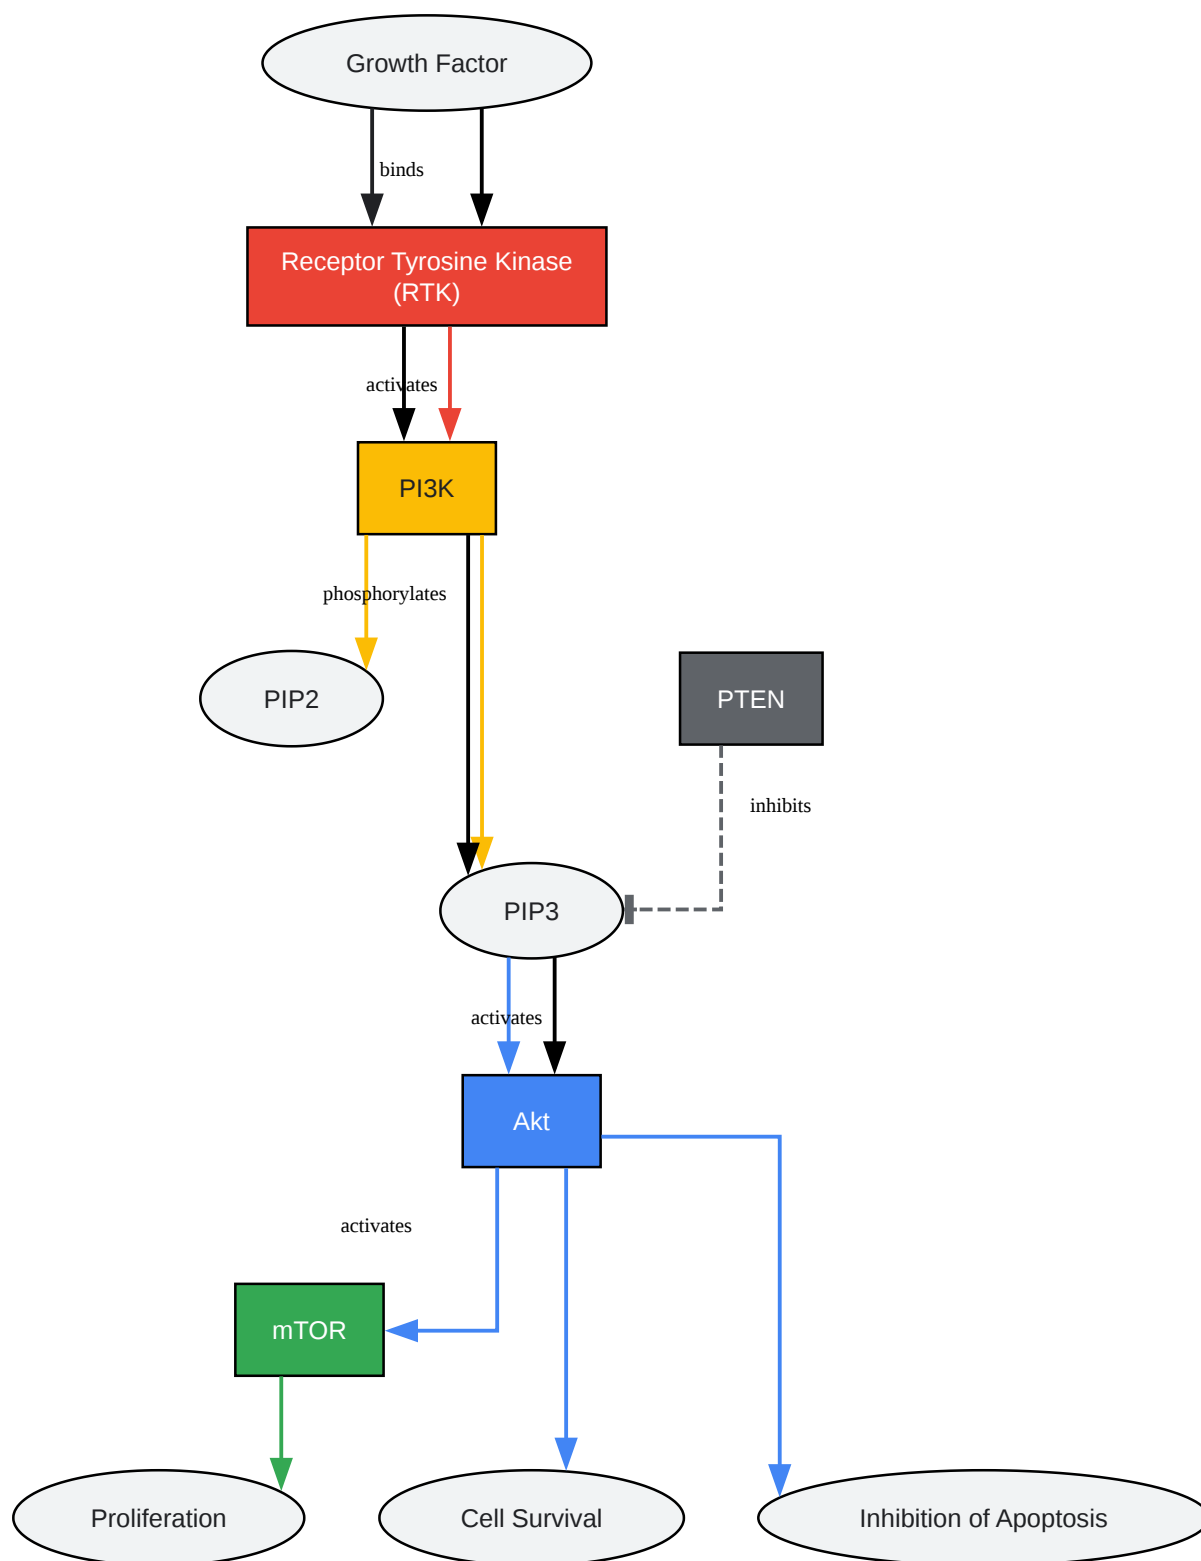 Growth Factor
binds
Receptor Tyrosine Kinase
(RTK)
activates
PI3K
phosphorylates
PIP2
PTEN
inhibits
PIP3
activates
Akt
activates
mTOR
Proliferation
Cell Survival
Inhibition of Apoptosis